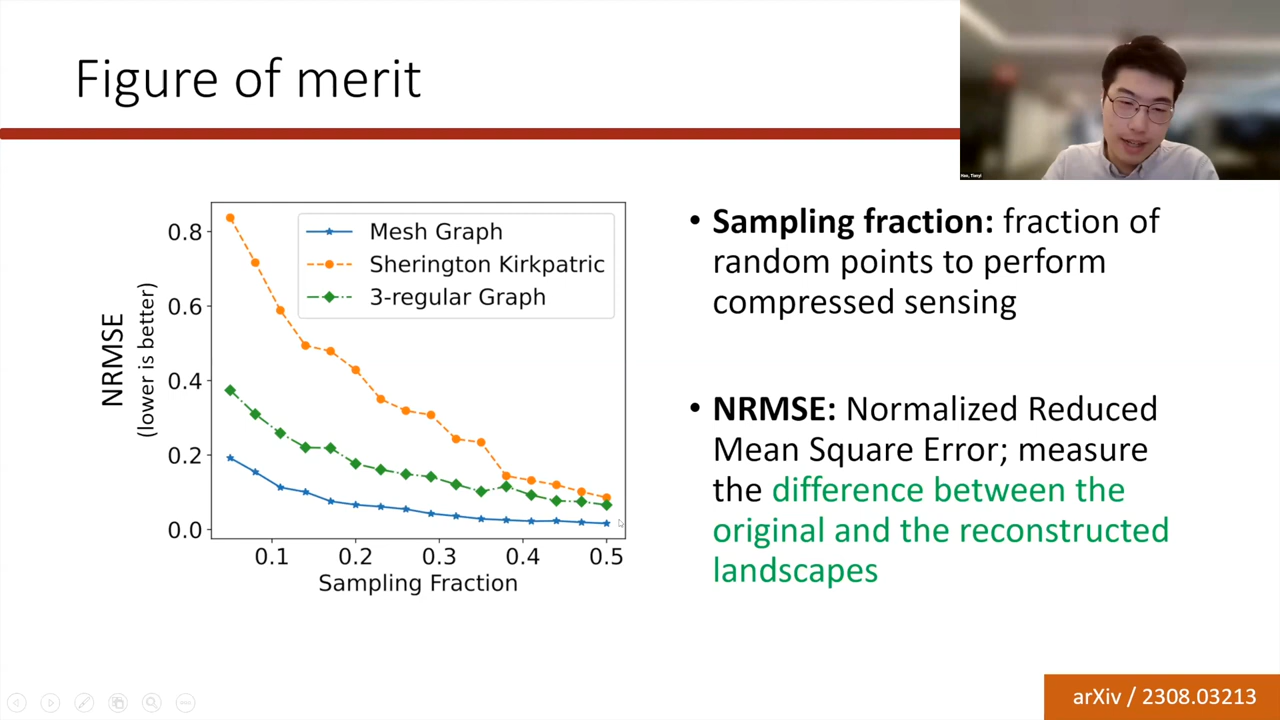 Figure of merit
Hao, Tianyi
0.8
0.6
0.4
0.2
0.0
NRMSE
(lower is better)
Mesh Graph
Sherington Kirkpatric
3-regular Graph
0.1
0.2
0.3
0.4
0.5
Sampling Fraction
• Sampling fraction: fraction of
random points to perform
compressed sensing
• NRMSE: Normalized Reduced
Mean Square Error; measure
the difference between the
original and the reconstructed
landscapes
arXiv / 2308.03213